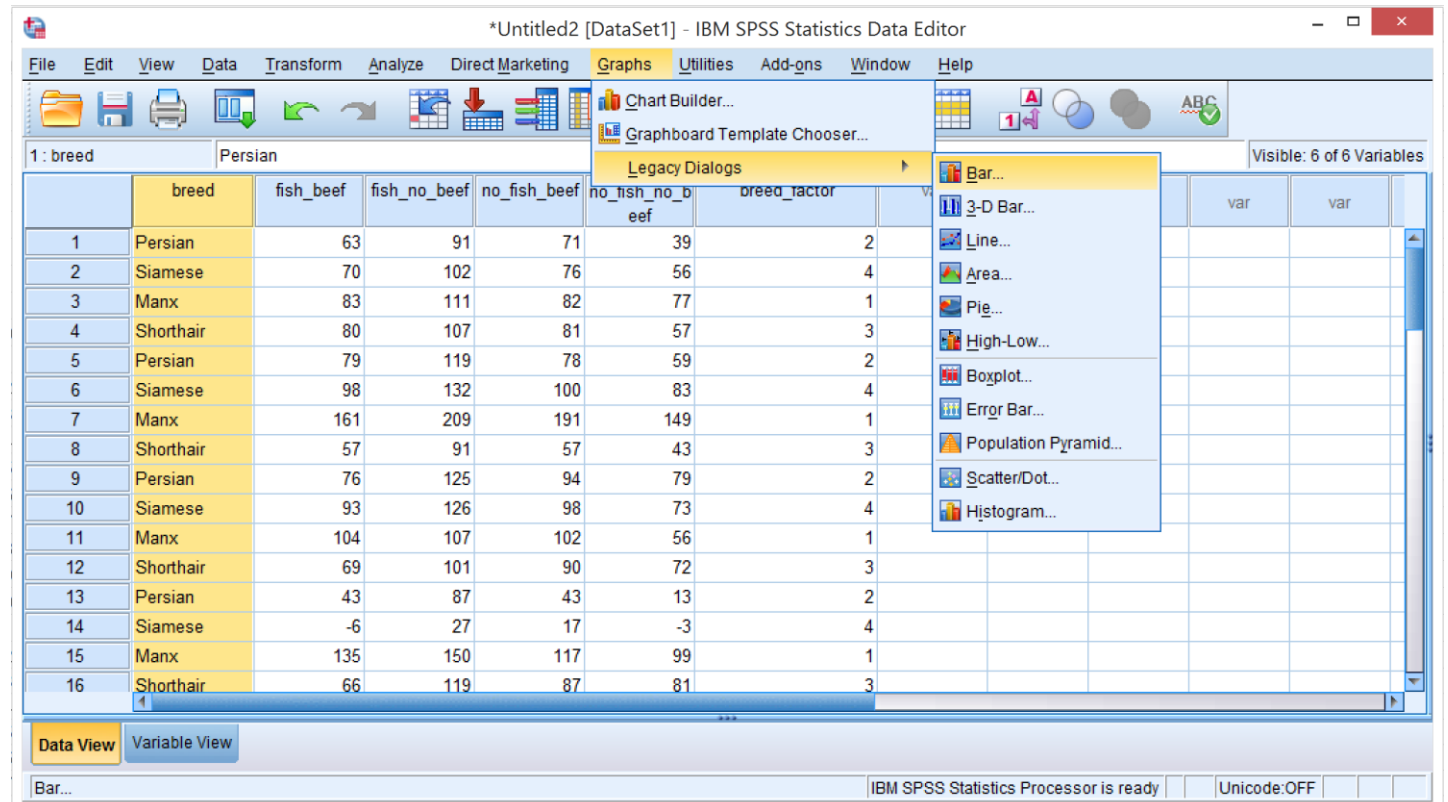 *Untitled2 [DataSet1] - IBM SPSS Statistics Data Editor
File Edit View Data Transform Analyze Direct Marketing Graphs Utilities Add-ons Window Help
Chart Builder...
Graphboard Template Chooser...
Legacy Dialogs
A
1
ABC
1 : breed Persian Visible: 6 of 6 Variables
Bar...
3-D Bar...
Line...
Area...
Pie...
High-Low...
Boxplot...
Error Bar...
Population Pyramid...
Scatter/Dot...
Histogram...
breed fish_beef fish_no_beef no_fish_beef no_fish_no_b breed_factor var var
eef
1 Persian 63 91 71 39 2
2 Siamese 70 102 76 56 4
3 Manx 83 111 82 77 1
4 Shorthair 80 107 81 57 3
5 Persian 79 119 78 59 2
6 Siamese 98 132 100 83 4
7 Manx 161 209 191 149 1
8 Shorthair 57 91 57 43 3
9 Persian 76 125 94 79 2
10 Siamese 93 126 98 73 4
11 Manx 104 107 102 56 1
12 Shorthair 69 101 90 72 3
13 Persian 43 87 43 13 2
14 Siamese -6 27 17 -3 4
15 Manx 135 150 117 99 1
16 Shorthair 66 119 87 81 3
Data View Variable View
Bar... IBM SPSS Statistics Processor is ready Unicode:OFF